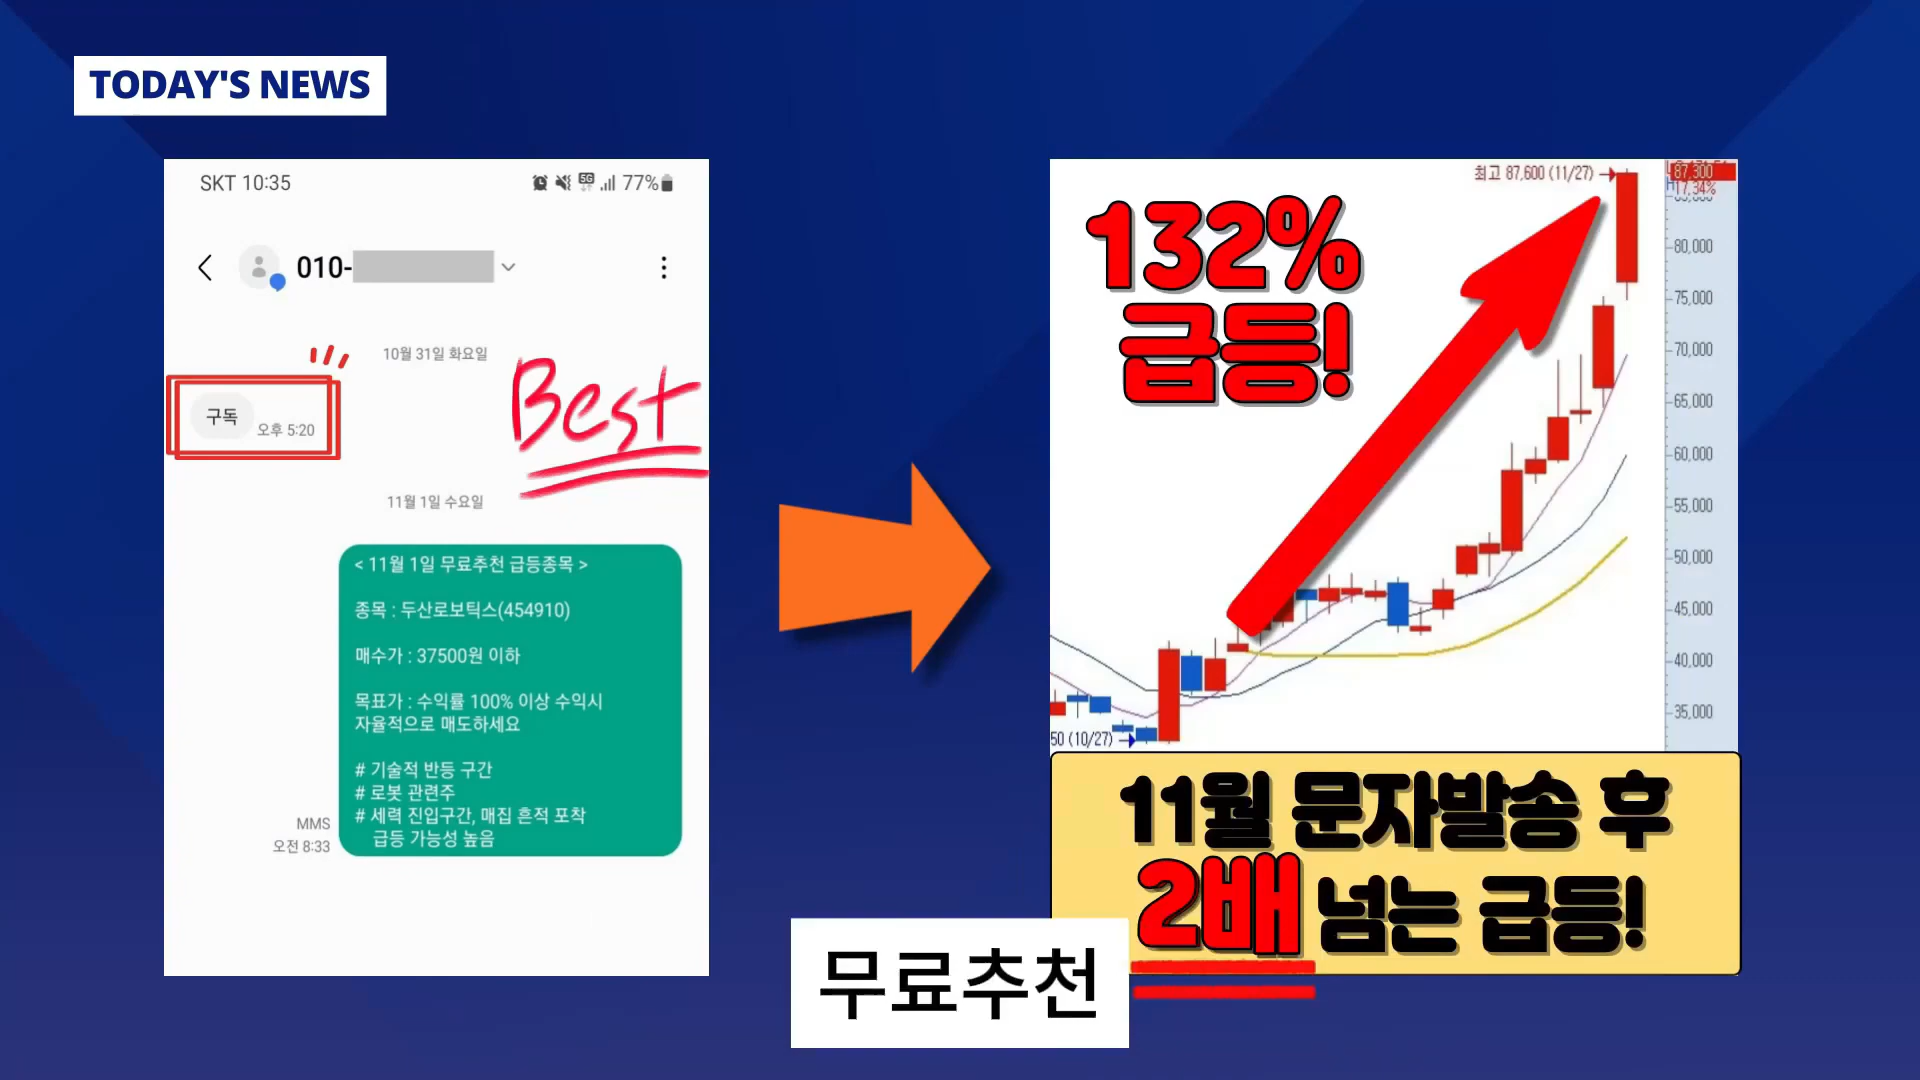 TODAY'S NEWS
SKT 10:35
5G
77%
010-
10월 31일 화요일
구독
오후 5:20
Best
11월 1일 수요일
< 11월 1일 무료추천 급등종목 >
종목 : 두산로보틱스(454910)
매수가 : 37500원 이하
목표가 : 수익률 100% 이상 수익시
자율적으로 매도하세요
# 기술적 반등 구간
# 로봇 관련주
# 세력 진입구간, 매집 흔적 포착
급등 가능성 높음
MMS
오전 8:33
최고 87,600 (11/27)
87,300
17.34%
132%
급등!
80,000
75,000
70,000
65,000
60,000
55,000
50,000
45,000
40,000
35,000
50 (10/27)
11월 문자발송 후
2배 넘는 급등!
무료추천